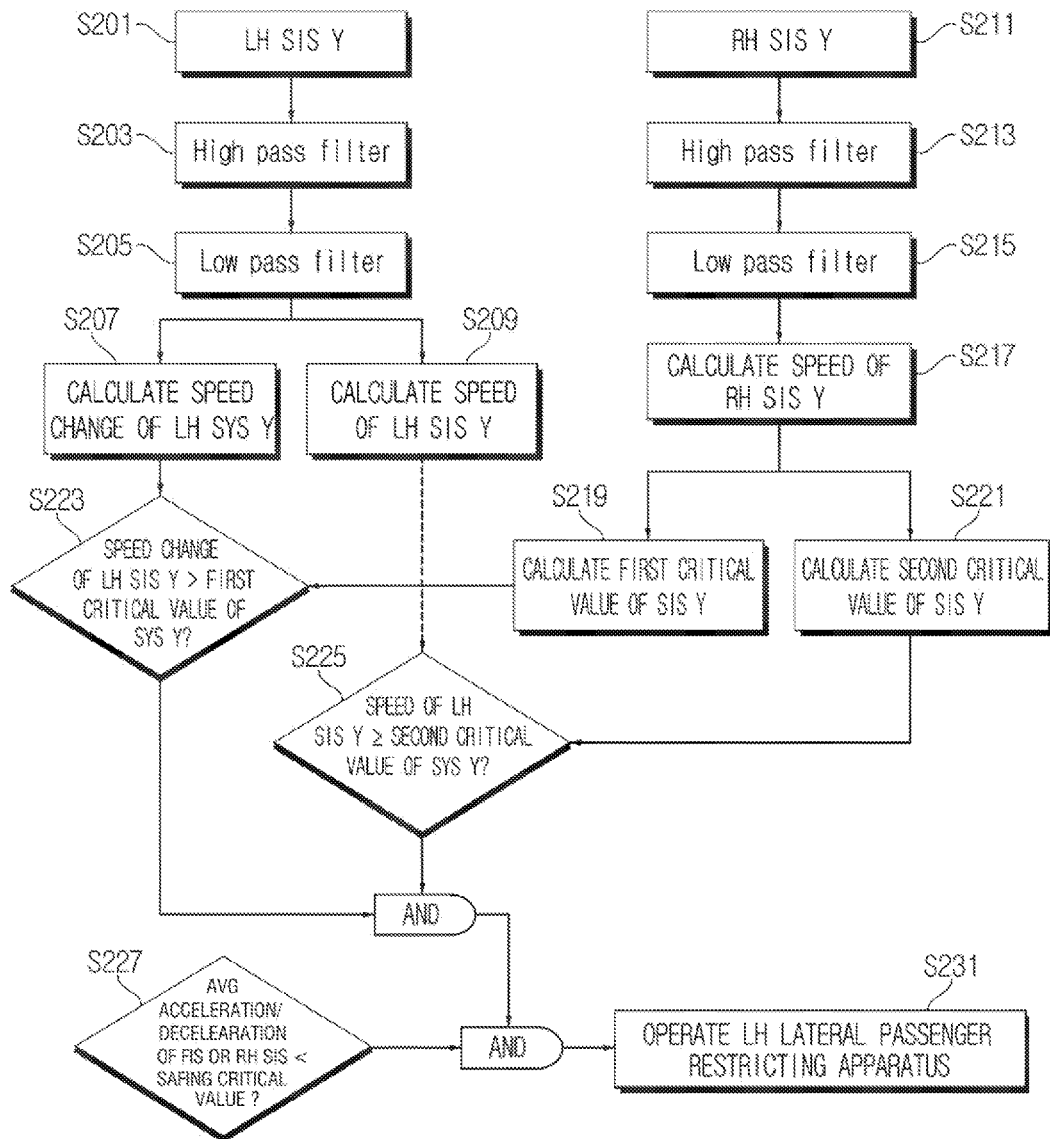 S201
LH SIS Y
RH SIS Y
S211
S203
High pass filter
High pass filter
S213
S205
Low pass filter
Low pass filter
S215
S207
CALCULATE SPEED
CHANGE OF LH SYS Y
S209
CALCULATE SPEED
OF LH SIS Y
CALCULATE SPEED OF
RH SIS Y
S217
S223
SPEED CHANGE
OF LH SIS Y > FIRST
CRITICAL VALUE OF
SYS Y?
S219
CALCULATE FIRST CRITICAL
VALUE OF SIS Y
S221
CALCULATE SECOND CRITICAL
VALUE OF SIS Y
S225
SPEED OF LH
SIS Y ≥ SECOND CRITICAL
VALUE OF SYS Y?
AND
S227
AVG
ACCELERATION/
DECELEARATION
OF FIS OR RH SIS <
SAFING CRITICAL
VALUE ?
AND
S231
OPERATE LH LATERAL PASSENGER
RESTRICTING APPARATUS